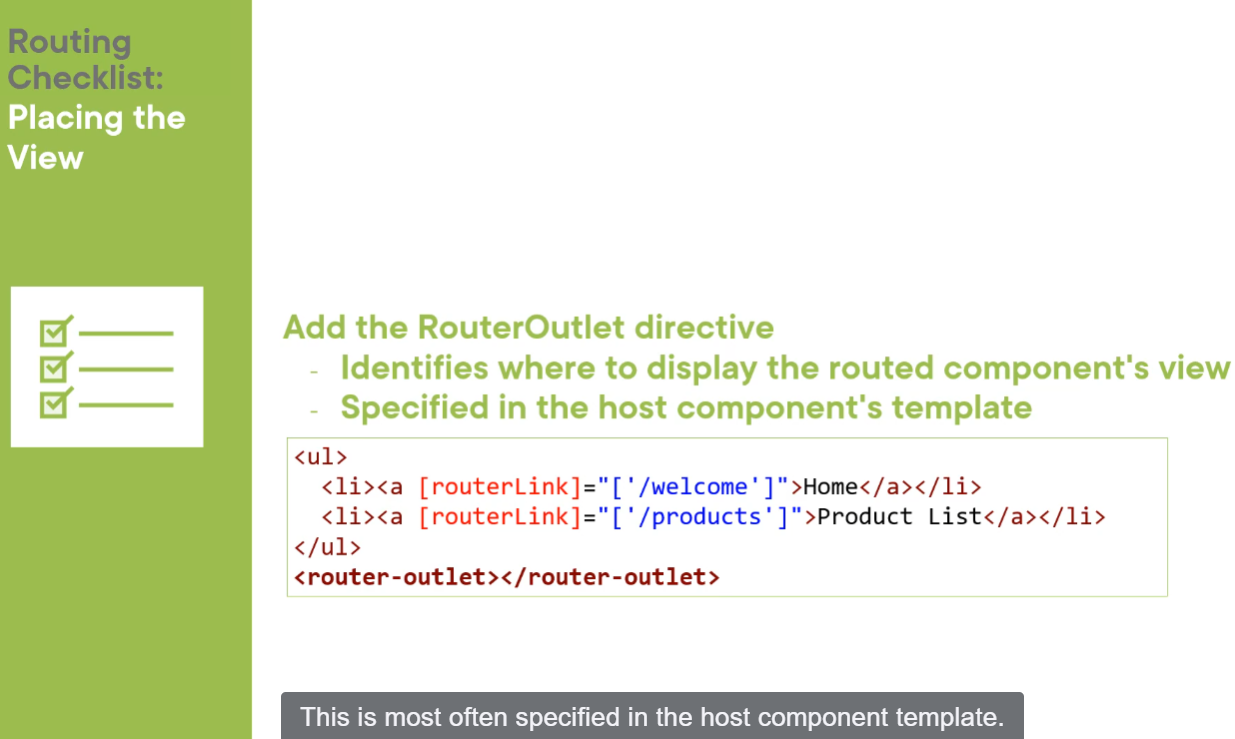 Routing
Checklist:
Placing the
View
Add the RouterOutlet directive
- Identifies where to display the routed component's view
- Specified in the host component's template
<ul>
  <li><a [routerLink]="['/welcome']">Home</a></li>
  <li><a [routerLink]="['/products']">Product List</a></li>
</ul>
<router-outlet></router-outlet>
This is most often specified in the host component template.